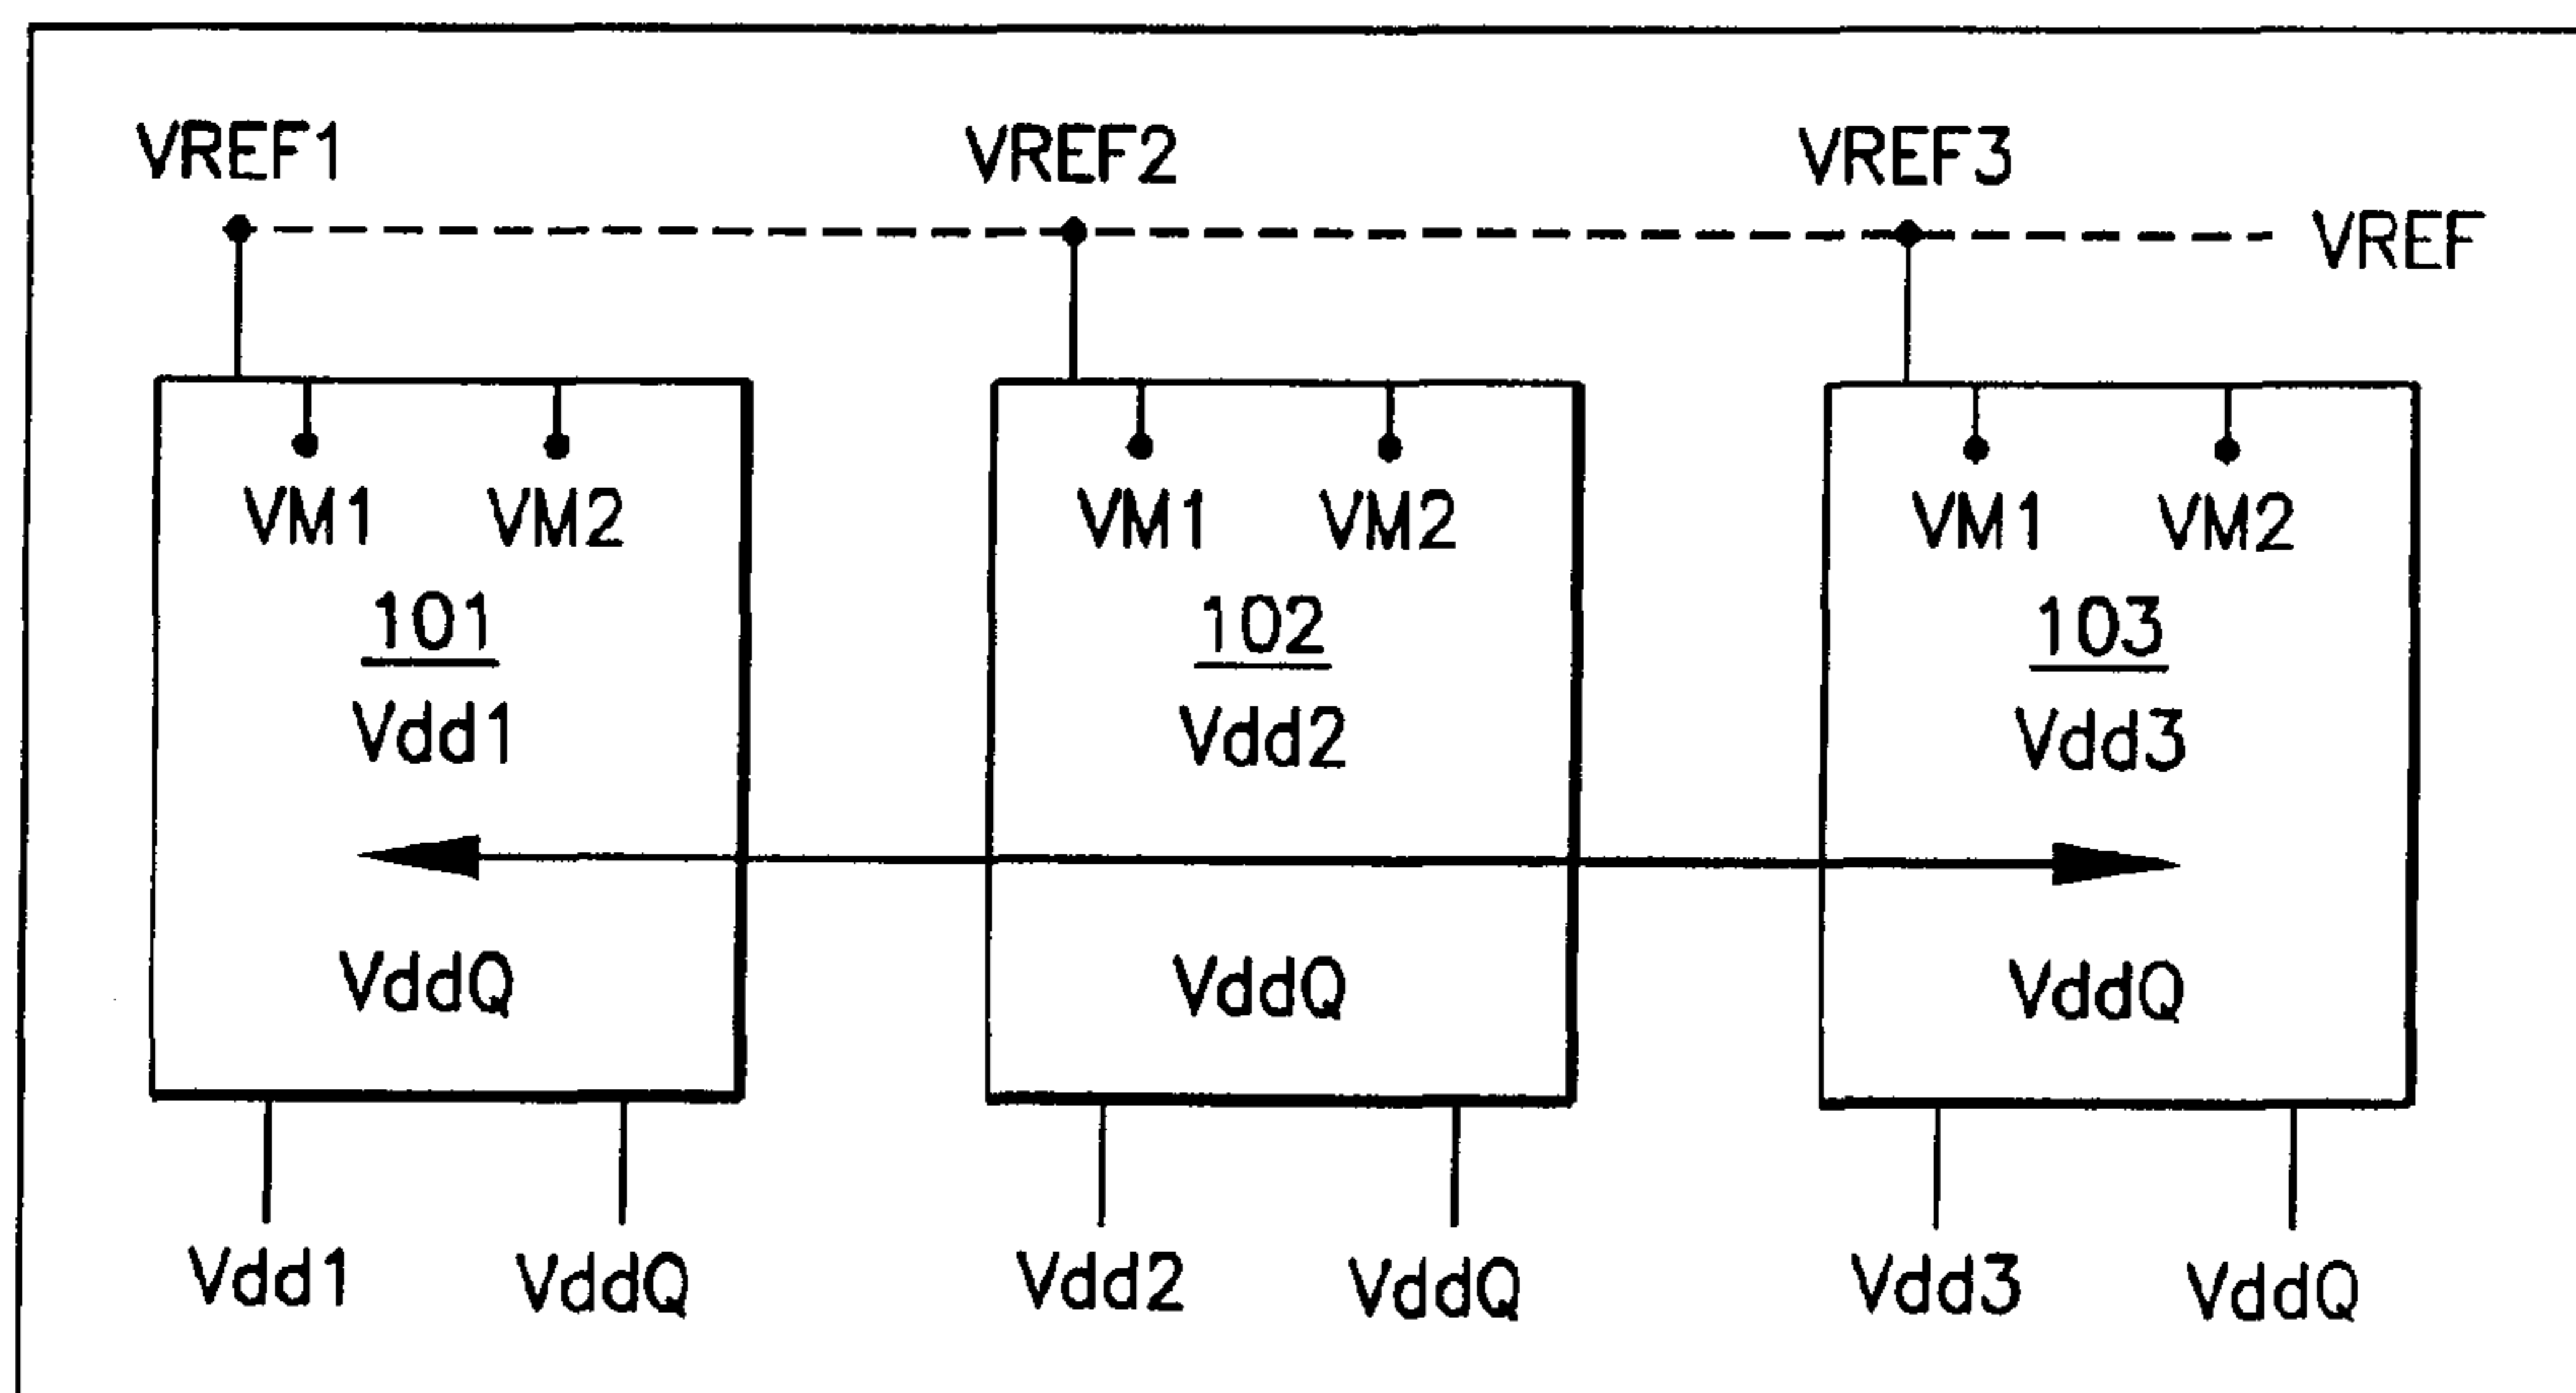 VREF1 VREF2 VREF3
VREF
VM1 VM2 VM1 VM2 VM1 VM2
101 102 103
Vdd1 Vdd2 Vdd3
VddQ VddQ VddQ
Vdd1 VddQ Vdd2 VddQ Vdd3 VddQ